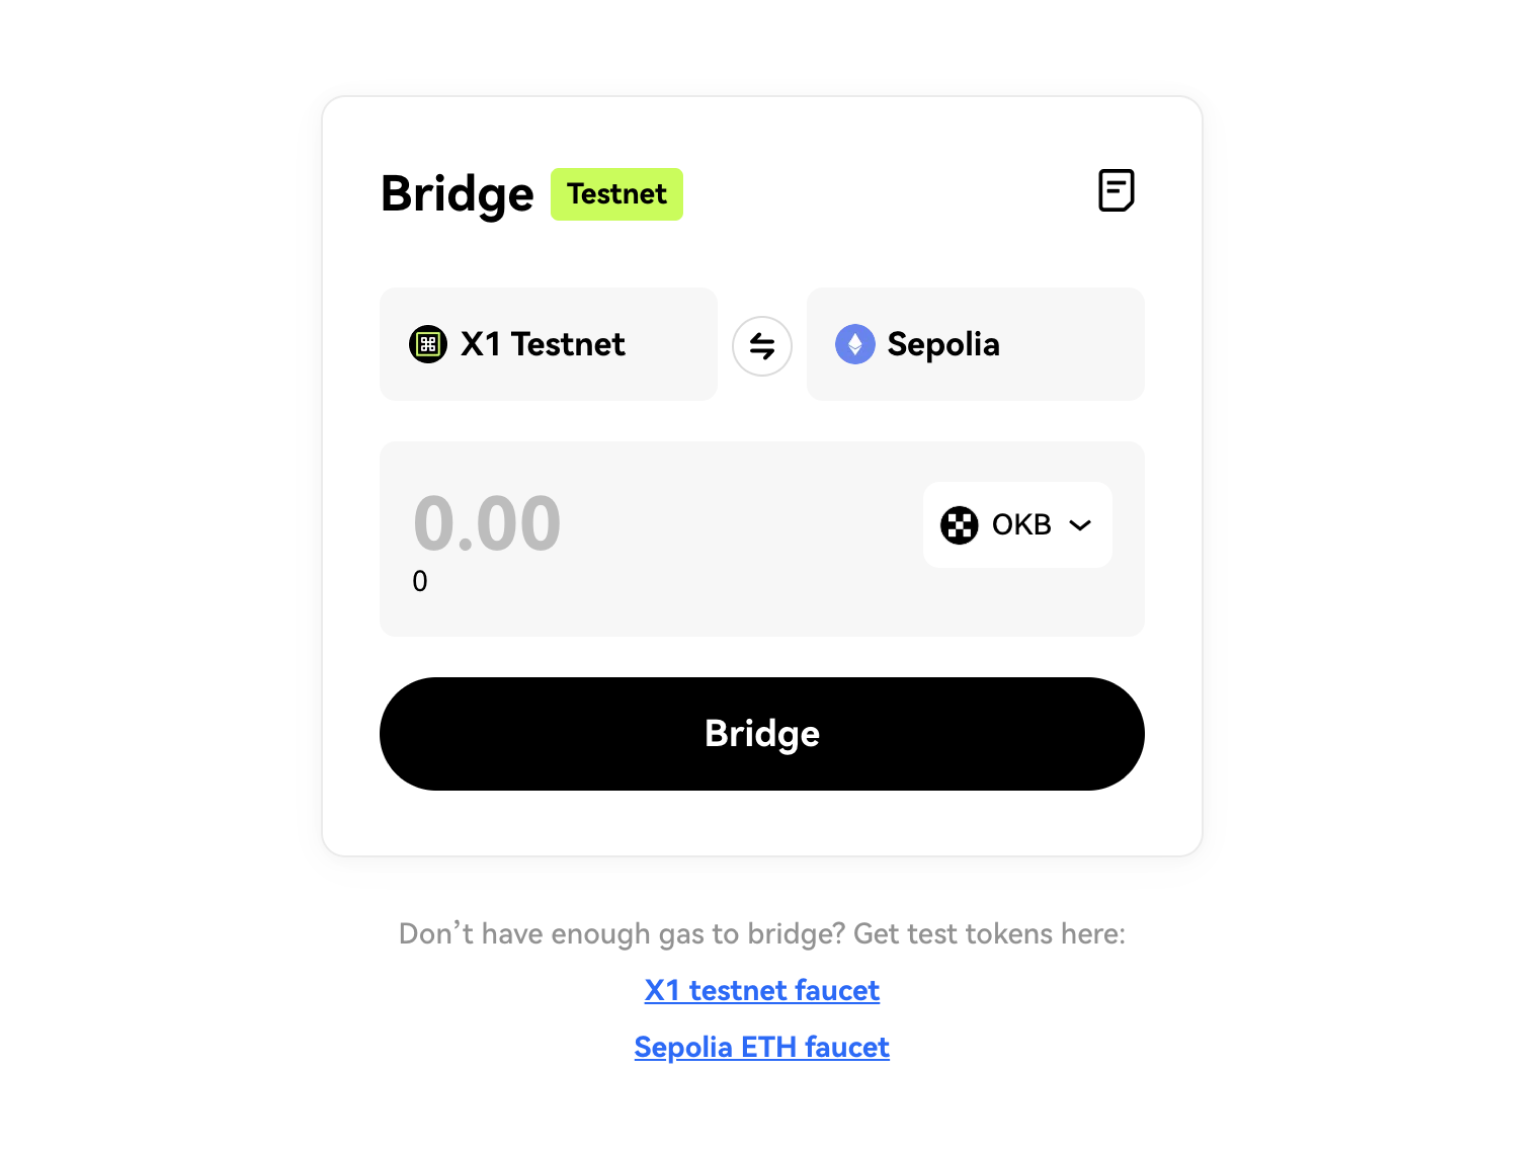 Bridge Testnet
X1 Testnet
Sepolia
0.00
OKB
0
Bridge
Don’t have enough gas to bridge? Get test tokens here:
X1 testnet faucet
Sepolia ETH faucet